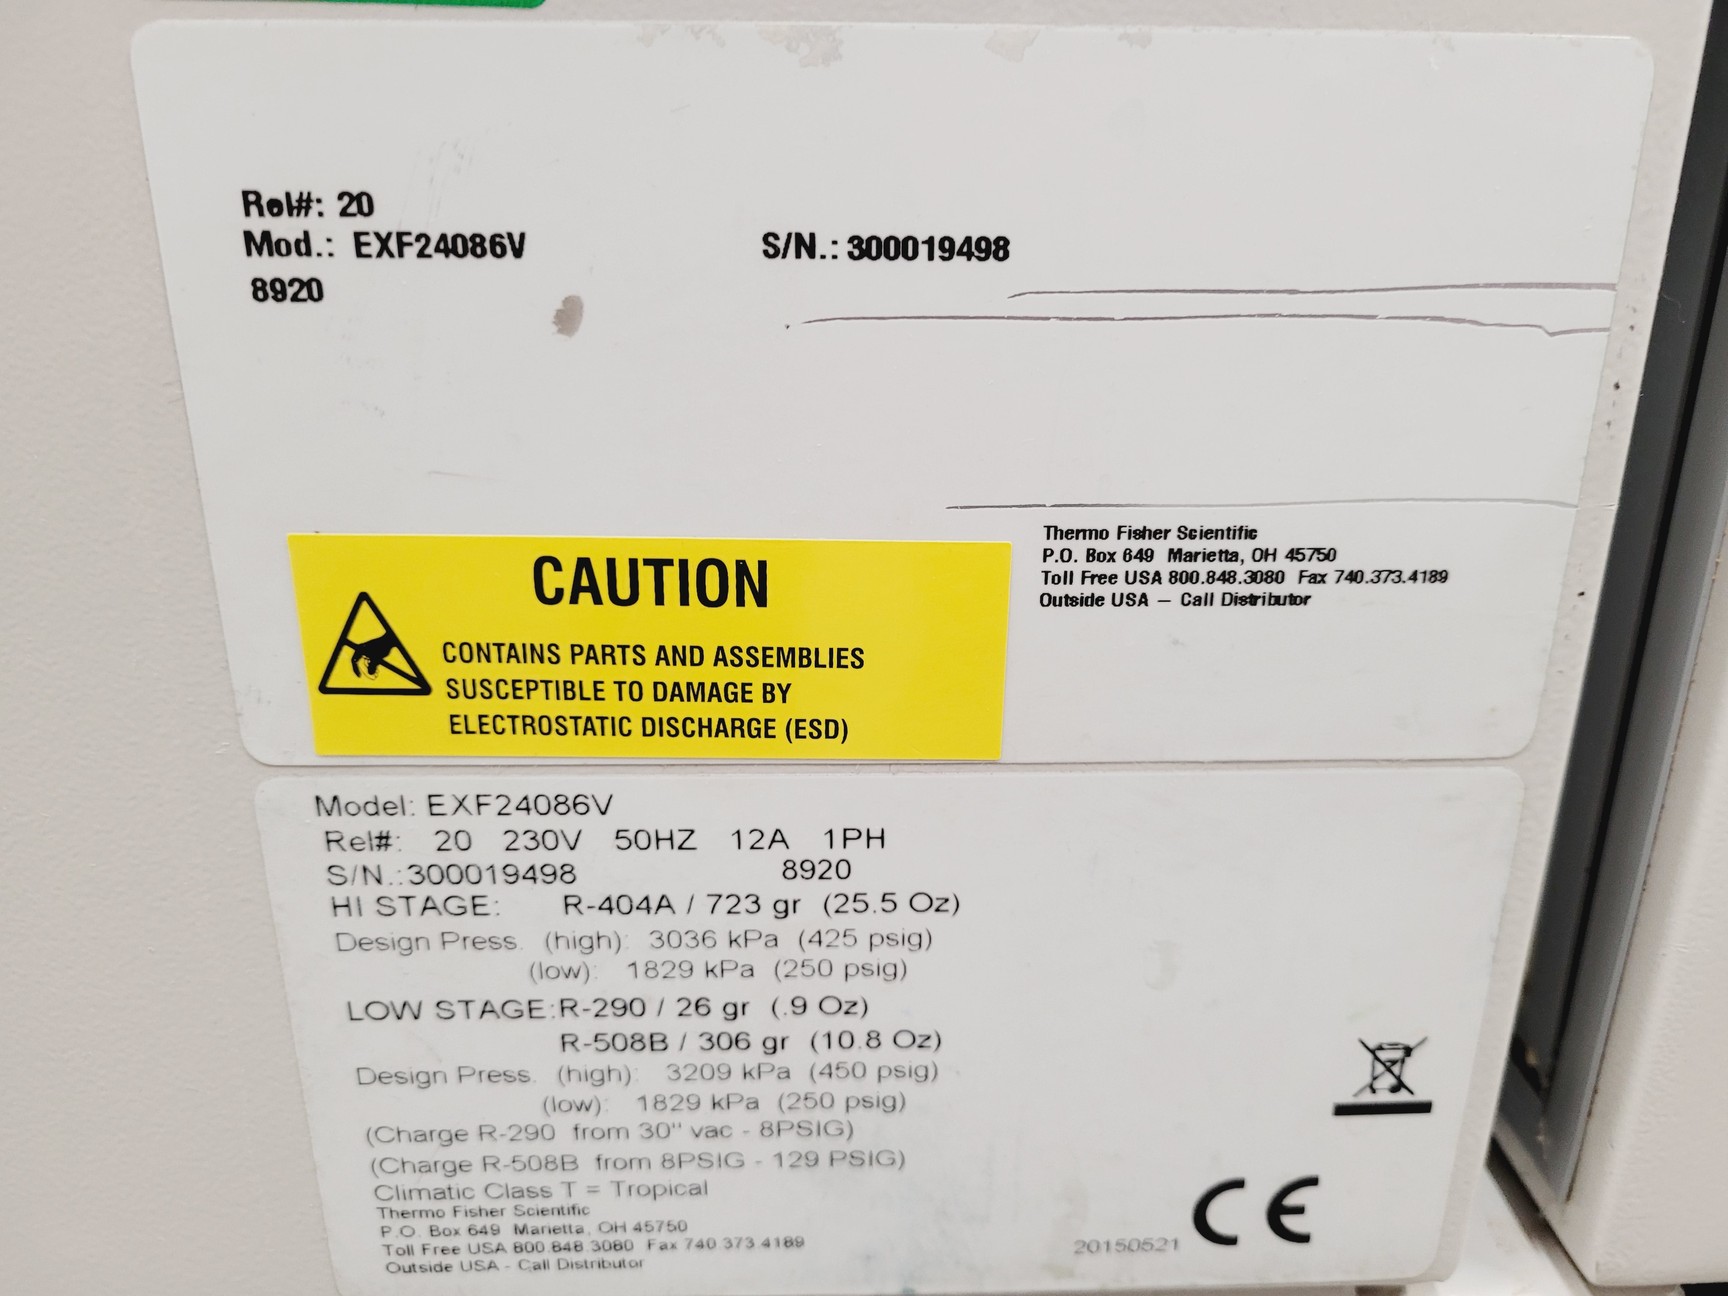 Rel#: 20
Mod.: EXF24086V S/N.: 300019498
8920
Thermo Fisher Scientific
P.O. Box 649 Marietta, OH 45750
Toll Free USA 800.848.3080 Fax 740.373.4189
Outside USA – Call Distributor
CAUTION
CONTAINS PARTS AND ASSEMBLIES
SUSCEPTIBLE TO DAMAGE BY
ELECTROSTATIC DISCHARGE (ESD)
Model: EXF24086V
Rel#: 20 230V 50HZ 12A 1PH
S/N.:300019498 8920
HI STAGE: R-404A / 723 gr (25.5 Oz)
Design Press. (high): 3036 kPa (425 psig)
(low): 1829 kPa (250 psig)
LOW STAGE:R-290 / 26 gr (.9 Oz)
R-508B / 306 gr (10.8 Oz)
Design Press. (high): 3209 kPa (450 psig)
(low): 1829 kPa (250 psig)
(Charge R-290 from 30" vac - 8PSIG)
(Charge R-508B from 8PSIG - 129 PSIG)
Climatic Class T = Tropical
Thermo Fisher Scientific
P.O. Box 649 Marietta, OH 45750
Toll Free USA 800.848.3080 Fax 740.373.4189
Outside USA - Call Distributor
20150521
CE